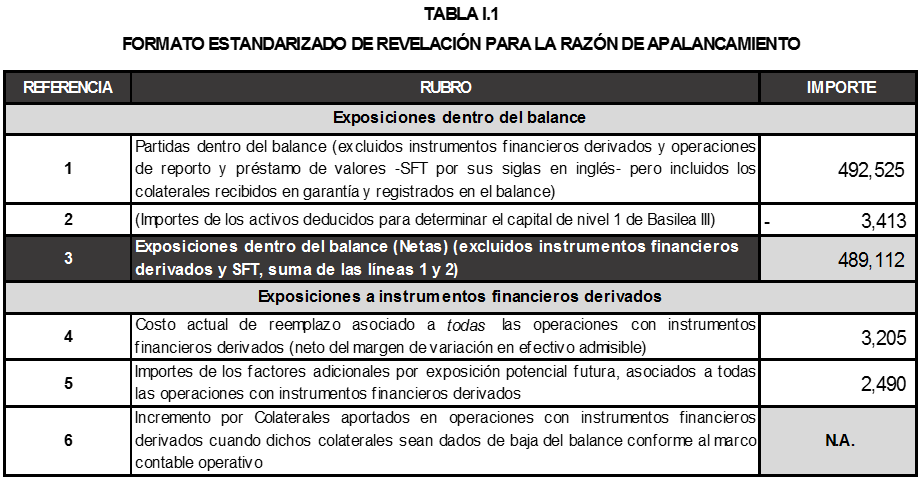 TABLA I.1
FORMATO ESTANDARIZADO DE REVELACIÓN PARA LA RAZÓN DE APALANCAMIENTO
REFERENCIA RUBRO IMPORTE
Exposiciones dentro del balance
Partidas dentro del balance (excluidos instrumentos financieros derivados y operaciones
de reporto y préstamo de valores -SFT por sus siglas en inglés- pero incluidos los
1 492,525
colaterales recibidos en garantía y registrados en el balance)
2 (Importes de los activos deducidos para determinar el capital de nivel 1 de Basilea III) - 3,413
Exposiciones dentro del balance (Netas) (excluidos instrumentos financieros
3 489,112
derivados y SFT, suma de las líneas 1 y 2)
Exposiciones a instrumentos financieros derivados
Costo actual de reemplazo asociado a todas las operaciones con instrumentos
4 3,205
financieros derivados (neto del margen de variación en efectivo admisible)
Importes de los factores adicionales por exposición potencial futura, asociados a todas
5 2,490
las operaciones con instrumentos financieros derivados
Incremento por Colaterales aportados en operaciones con instrumentos financieros
6 derivados cuando dichos colaterales sean dados de baja del balance conforme al marco N.A.
contable operativo